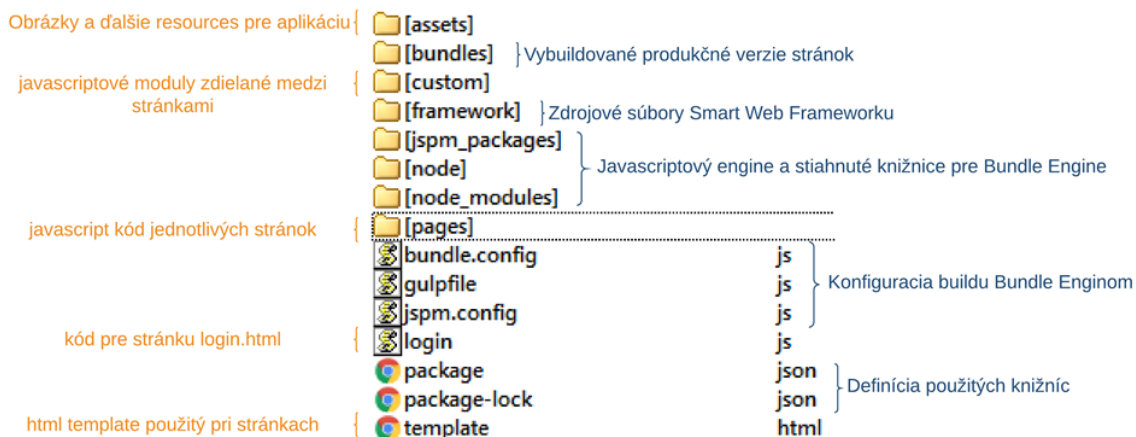 Obrázky a ďalšie resources pre aplikáciu [assets]
[bundles] Vybuildované produkčné verzie stránok
javascriptové moduly zdielané medzi [custom]
stránkami
[framework] Zdrojové súbory Smart Web Frameworku
[jspm_packages]
[node] Javascriptový engine a stiahnuté knižnice pre Bundle Engine
[node_modules]
javascript kód jednotlivých stránok [pages]
bundle.config js
gulpfile js Konfiguracia buildu Bundle Enginom
jspm.config js
kód pre stránku login.html login js
package json
Definícia použitých knižníc
package-lock json
html template použitý pri stránkach template html